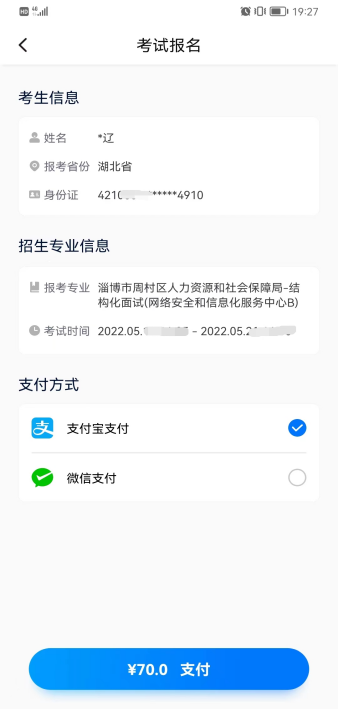 HD 4G 19:27
考试报名
考生信息
姓名 *辽
报考省份 湖北省
身份证 4210 *****4910
招生专业信息
报考专业 淄博市周村区人力资源和社会保障局-结
构化面试(网络安全和信息化服务中心B)
考试时间 2022.05. - 2022.05.2
支付方式
支付宝支付
微信支付
¥70.0 支付